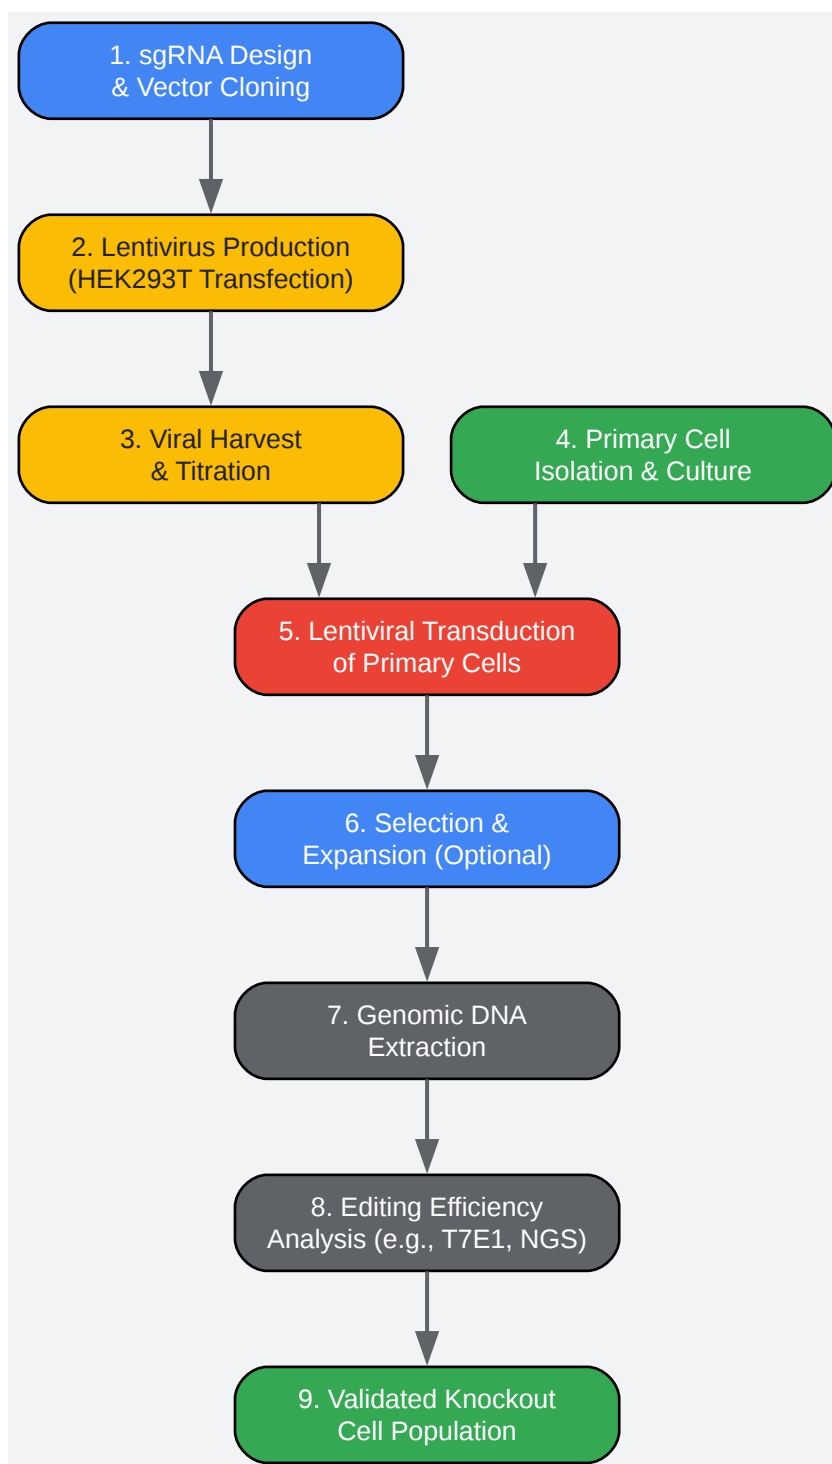 1. sgRNA Design
& Vector Cloning
2. Lentivirus Production
(HEK293T Transfection)
3. Viral Harvest
& Titration
4. Primary Cell
Isolation & Culture
5. Lentiviral Transduction
of Primary Cells
6. Selection &
Expansion (Optional)
7. Genomic DNA
Extraction
8. Editing Efficiency
Analysis (e.g., T7E1, NGS)
9. Validated Knockout
Cell Population